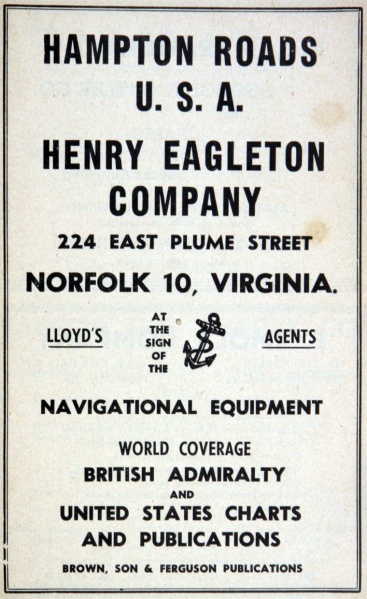 HAMPTON ROADS
U. S. A.
HENRY EAGLETON
COMPANY
224 EAST PLUME STREET
NORFOLK 10, VIRGINIA.
LLOYD'S
AT
THE
SIGN
OF
THE
AGENTS
NAVIGATIONAL EQUIPMENT
WORLD COVERAGE
BRITISH ADMIRALTY
AND
UNITED STATES CHARTS
AND PUBLICATIONS
BROWN, SON & FERGUSON PUBLICATIONS